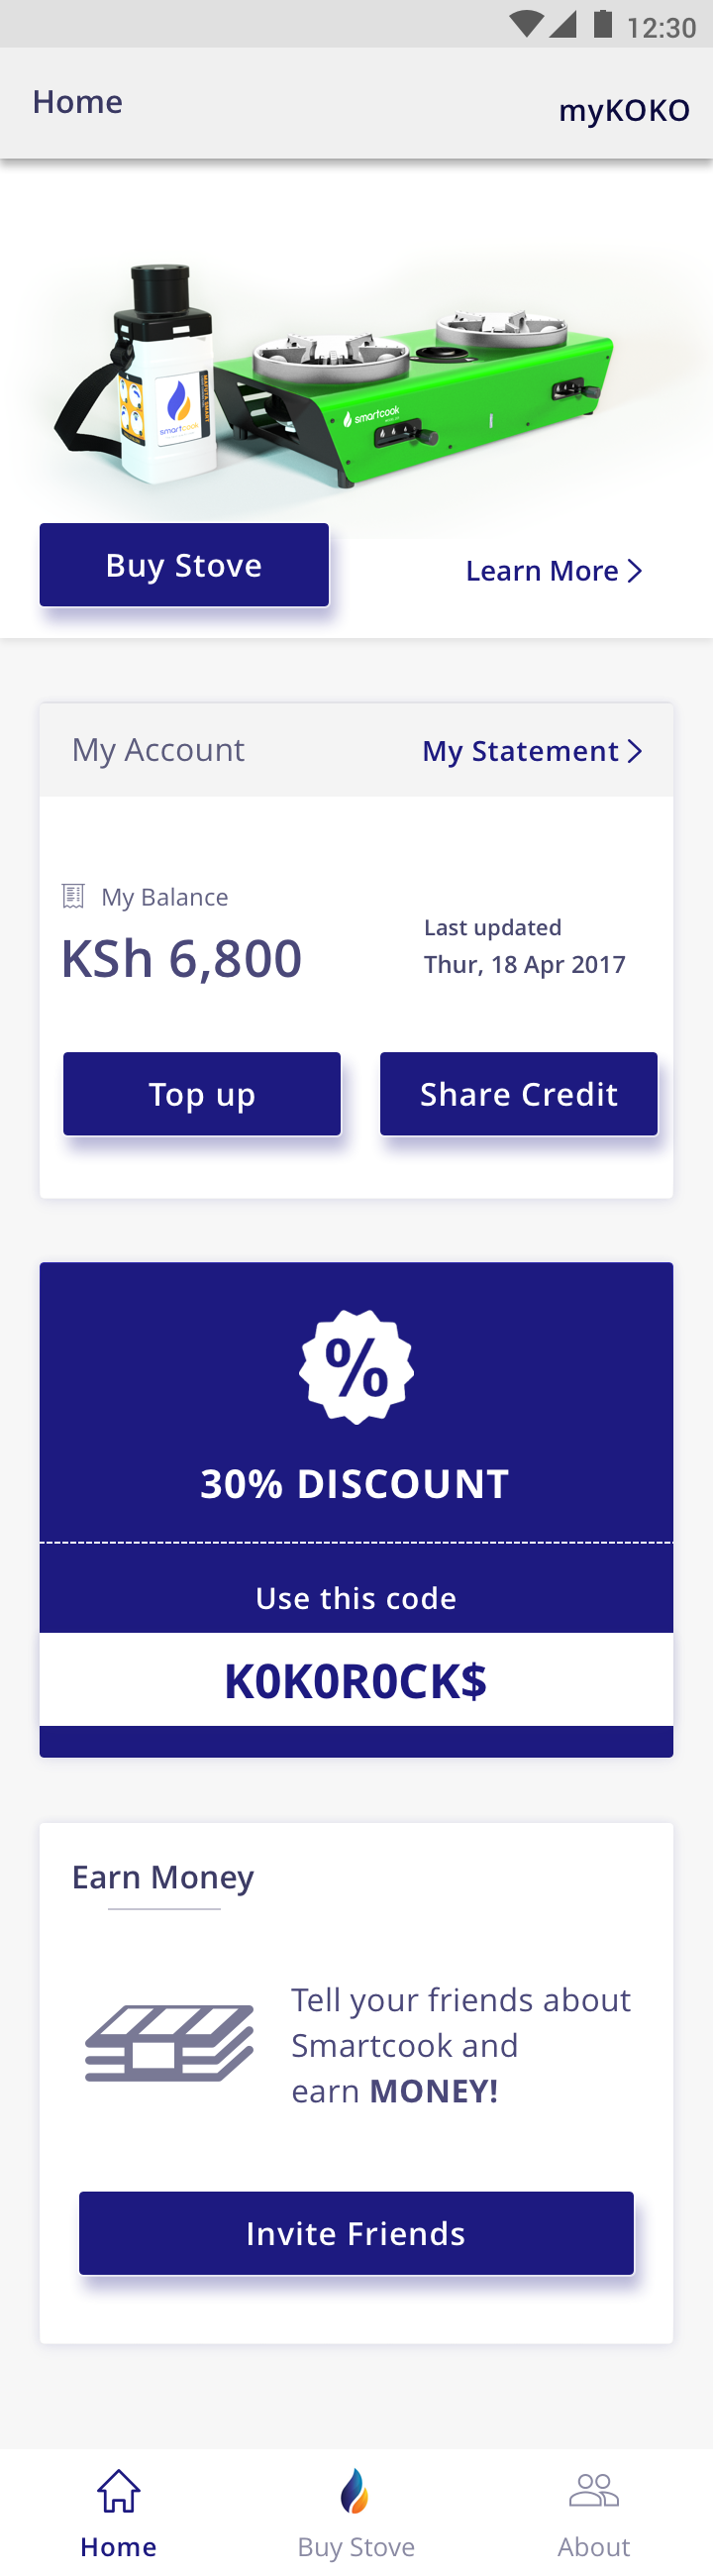 12:30
Home
myKOKO
smartcook
smartcook
Buy Stove
Learn More
My Account
My Statement
My Balance
KSh 6,800
Last updated
Thur, 18 Apr 2017
Top up
Share Credit
%
30% DISCOUNT
Use this code
K0K0R0CK$
Earn Money
Tell your friends about
Smartcook and
earn MONEY!
Invite Friends
Home
Buy Stove
About